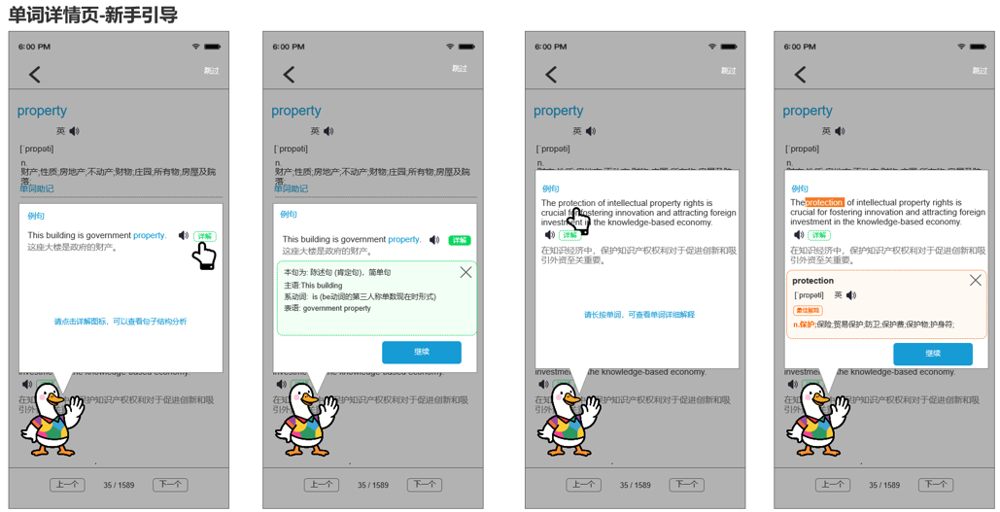 单词详情页-新手引导
6:00 PM
跳过
property
英
[ˈprɒpəti]
n.
财产;性质;房地产;不动产;财物;庄园;所有物;房屋及院
落;
单词助记
例句
This building is government property.
详解
这座大楼是政府的财产。
请点击详解图标，可以查看句子结构分析
investment in the knowledge-based economy.
在知识经济中，保护知识产权权利对于促进创新和吸
引外资
上一个
35 / 1589
下一个
6:00 PM
跳过
property
英
[ˈprɒpəti]
n.
财产;性质;房地产;不动产;财物;庄园;所有物;房屋及院
落;
单词助记
例句
This building is government property.
详解
这座大楼是政府的财产。
本句为: 陈述句 (肯定句)、简单句
主语:This building
系动词: is (be动词的第三人称单数现在时形式)
表语: government property
继续
investment in the knowledge-based economy.
在知识经济中，保护知识产权权利对于促进创新和吸
引外资
上一个
35 / 1589
下一个
6:00 PM
跳过
property
英
[ˈprɒpəti]
n.
例句
The protection of intellectual property rights is
crucial for fostering innovation and attracting foreign
investment in the knowledge-based economy.
详解
在知识经济中，保护知识产权权利对于促进创新和
吸引外资至关重要。
请长按单词，可查看单词详细解释
investment in the knowledge-based economy.
在知识经济中，保护知识产权权利对于促进创新和吸
引外资
上一个
35 / 1589
下一个
6:00 PM
跳过
property
英
[ˈprɒpəti]
n.
例句
The protection of intellectual property rights is
crucial for fostering innovation and attracting foreign
investment in the knowledge-based economy.
详解
在知识经济中，保护知识产权权利对于促进创新和
吸引外资至关重要。
protection
[ˈprɒpəti] 英
最佳解释
n.保护;保险;贸易保护;防卫;保护费;保护物;护身符;
继续
investment in the knowledge-based economy.
在知识经济中，保护知识产权权利对于促进创新和吸
引外资
上一个
35 / 1589
下一个